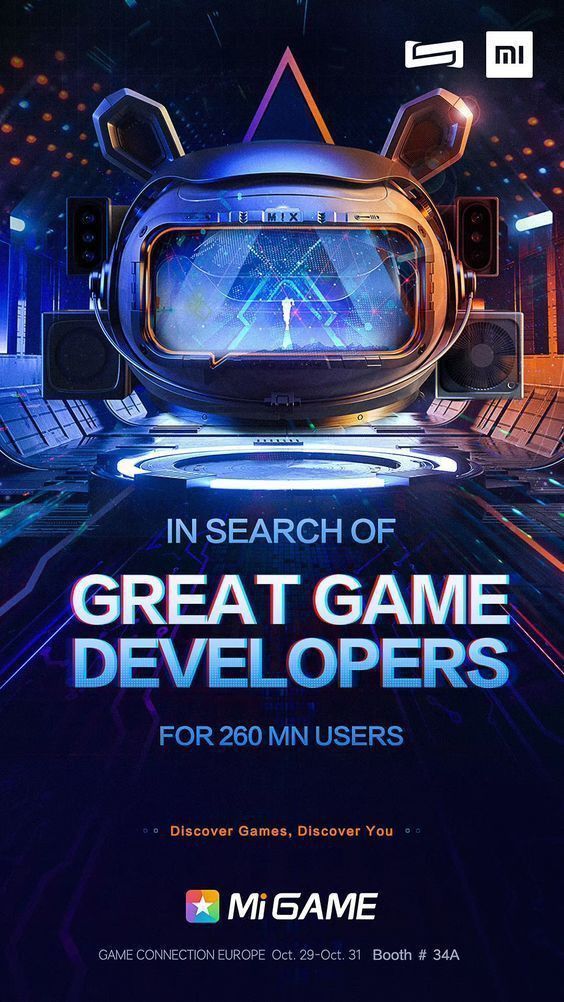 mi
MIX
IN SEARCH OF
GREAT GAME
DEVELOPERS
FOR 260 MN USERS
Discover Games, Discover You
Mi GAME
GAME CONNECTION EUROPE Oct. 29-Oct. 31 Booth # 34A